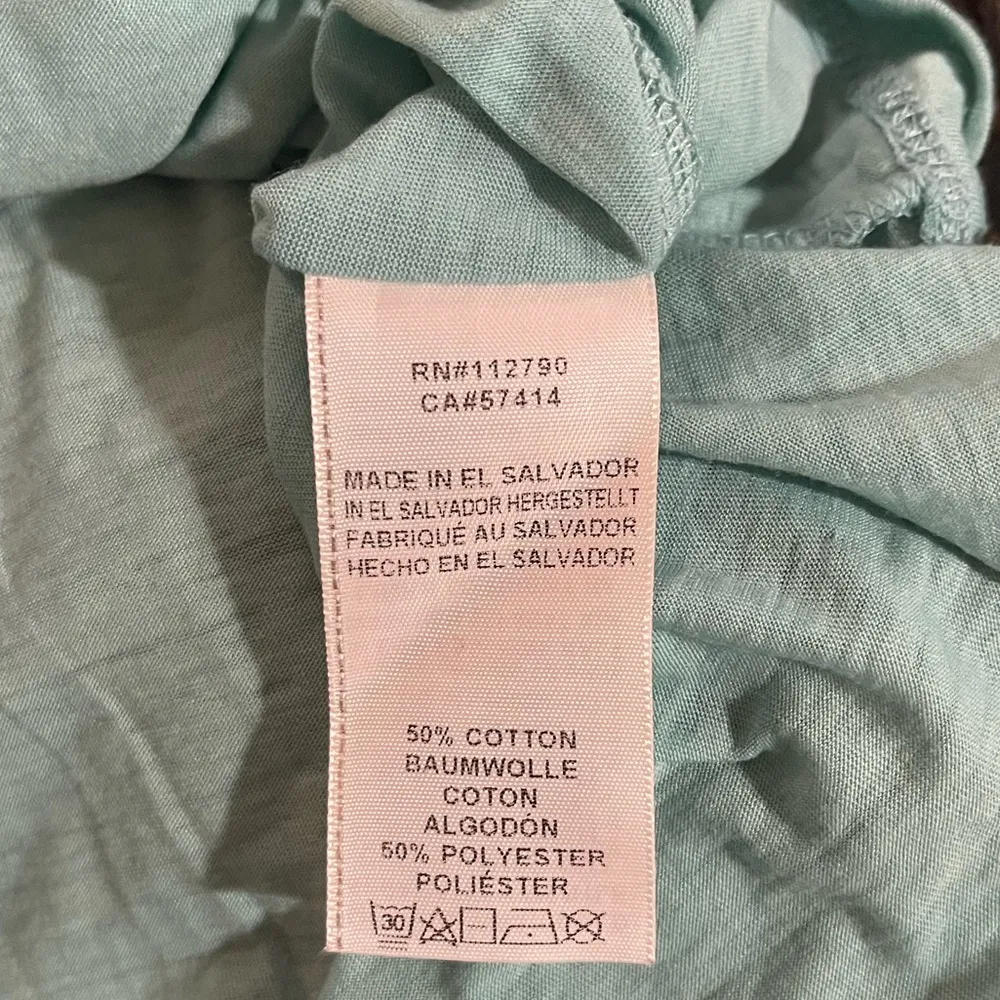 RN#112790
CA#57414
MADE IN EL SALVADOR
IN EL SALVADOR HERGESTELLT
FABRIQUÉ AU SALVADOR
HECHO EN EL SALVADOR
50% COTTON
BAUMWOLLE
COTON
ALGODÓN
50% POLYESTER
POLIÉSTER
30